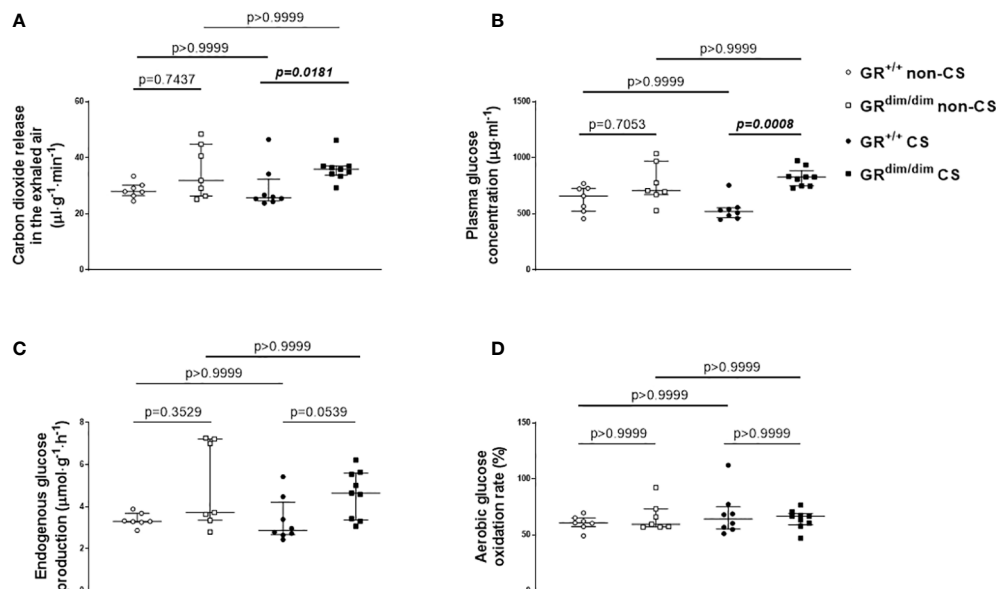 A
p>0.9999
p>0.9999
p=0.7437
p=0.0181
60
40
20
0
Carbon dioxide release
in the exhaled air
(µl·g⁻¹·min⁻¹)
B
p>0.9999
p>0.9999
p=0.7053
p=0.0008
1500
1000
500
0
Plasma glucose
concentration (µg·ml⁻¹)
GR+/+ non-CS
GRdim/dim non-CS
GR+/+ CS
GRdim/dim CS
C
p>0.9999
p>0.9999
p=0.3529
p=0.0539
8
6
4
2
0
Endogenous glucose
production (µmol·g⁻¹·h⁻¹)
D
p>0.9999
p>0.9999
p>0.9999
p>0.9999
150
100
50
0
Aerobic glucose
oxidation rate (%)